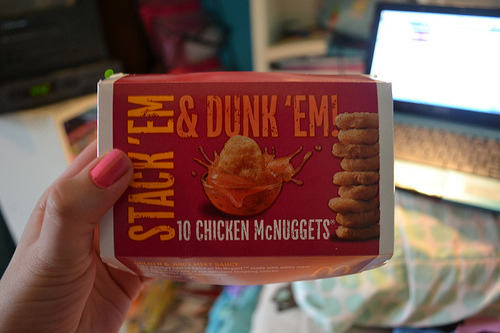 STACK 'EM
& DUNK 'EM!
10 CHICKEN McNUGGETS®